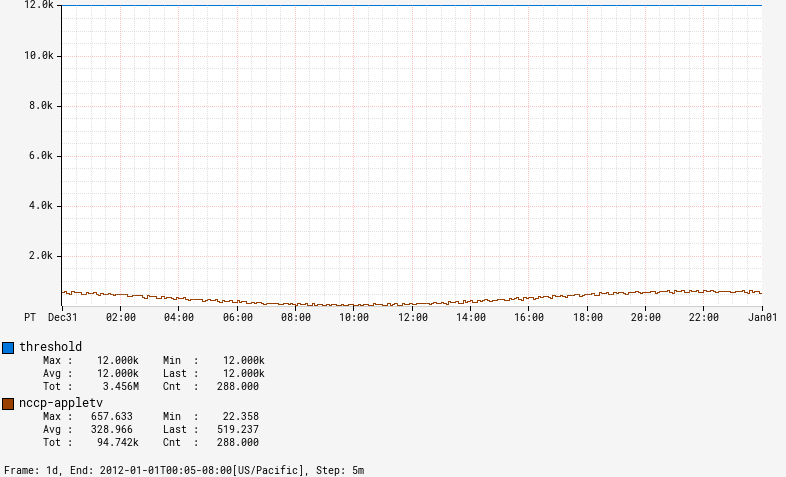 12.0k
10.0k
8.0k
6.0k
4.0k
2.0k
PT Dec31 02:00 04:00 06:00 08:00 10:00 12:00 14:00 16:00 18:00 20:00 22:00 Jan01
threshold
Max : 12.000k Min : 12.000k
Avg : 12.000k Last : 12.000k
Tot : 3.456M Cnt : 288.000
nccp-appletv
Max : 657.633 Min : 22.358
Avg : 328.966 Last : 519.237
Tot : 94.742k Cnt : 288.000
Frame: 1d, End: 2012-01-01T00:05-08:00[US/Pacific], Step: 5m